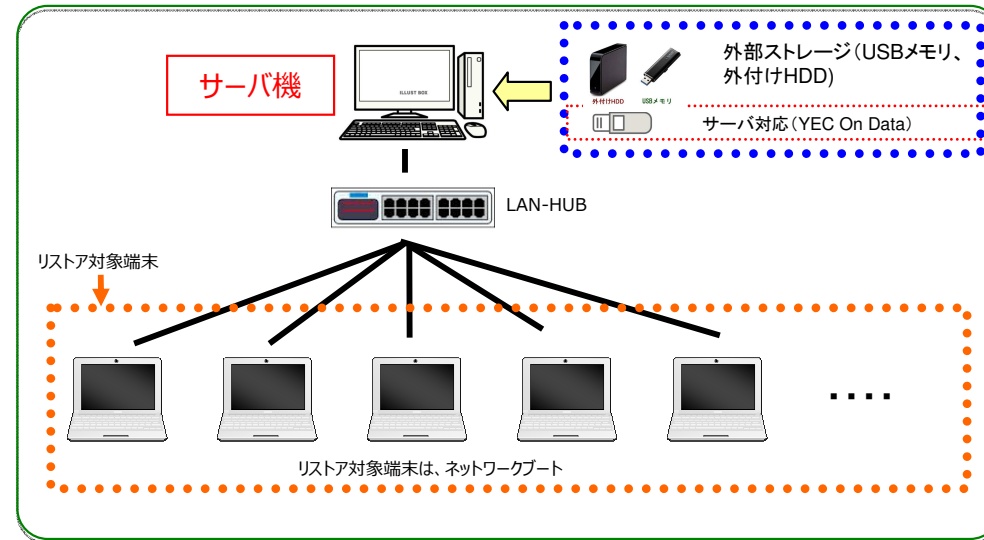 サーバ機
ILLUST BOX
外部ストレージ(USBメモリ、
外付けHDD)
外付けHDD
USBメモリ
サーバ対応(YEC On Data)
LAN-HUB
リストア対象端末
・・・・
リストア対象端末は、ネットワークブート